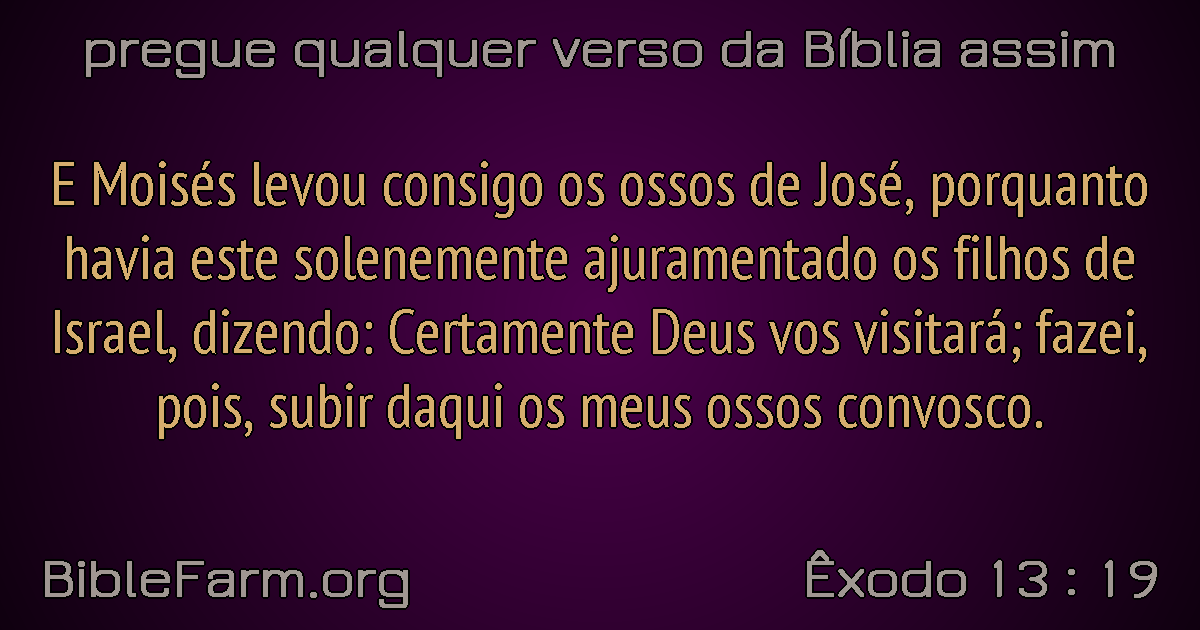 pregue qualquer verso da Bíblia assim
E Moisés levou consigo os ossos de José, porquanto
havia este solenemente ajuramentado os filhos de
Israel, dizendo: Certamente Deus vos visitará; fazei,
pois, subir daqui os meus ossos convosco.
BibleFarm.org
Êxodo 13 : 19